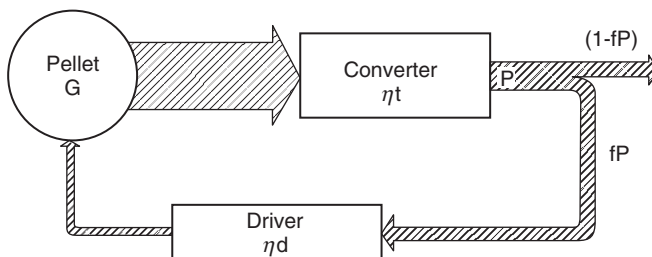 Pellet
G
Converter
ηt
P
(1-fP)
fP
Driver
ηd